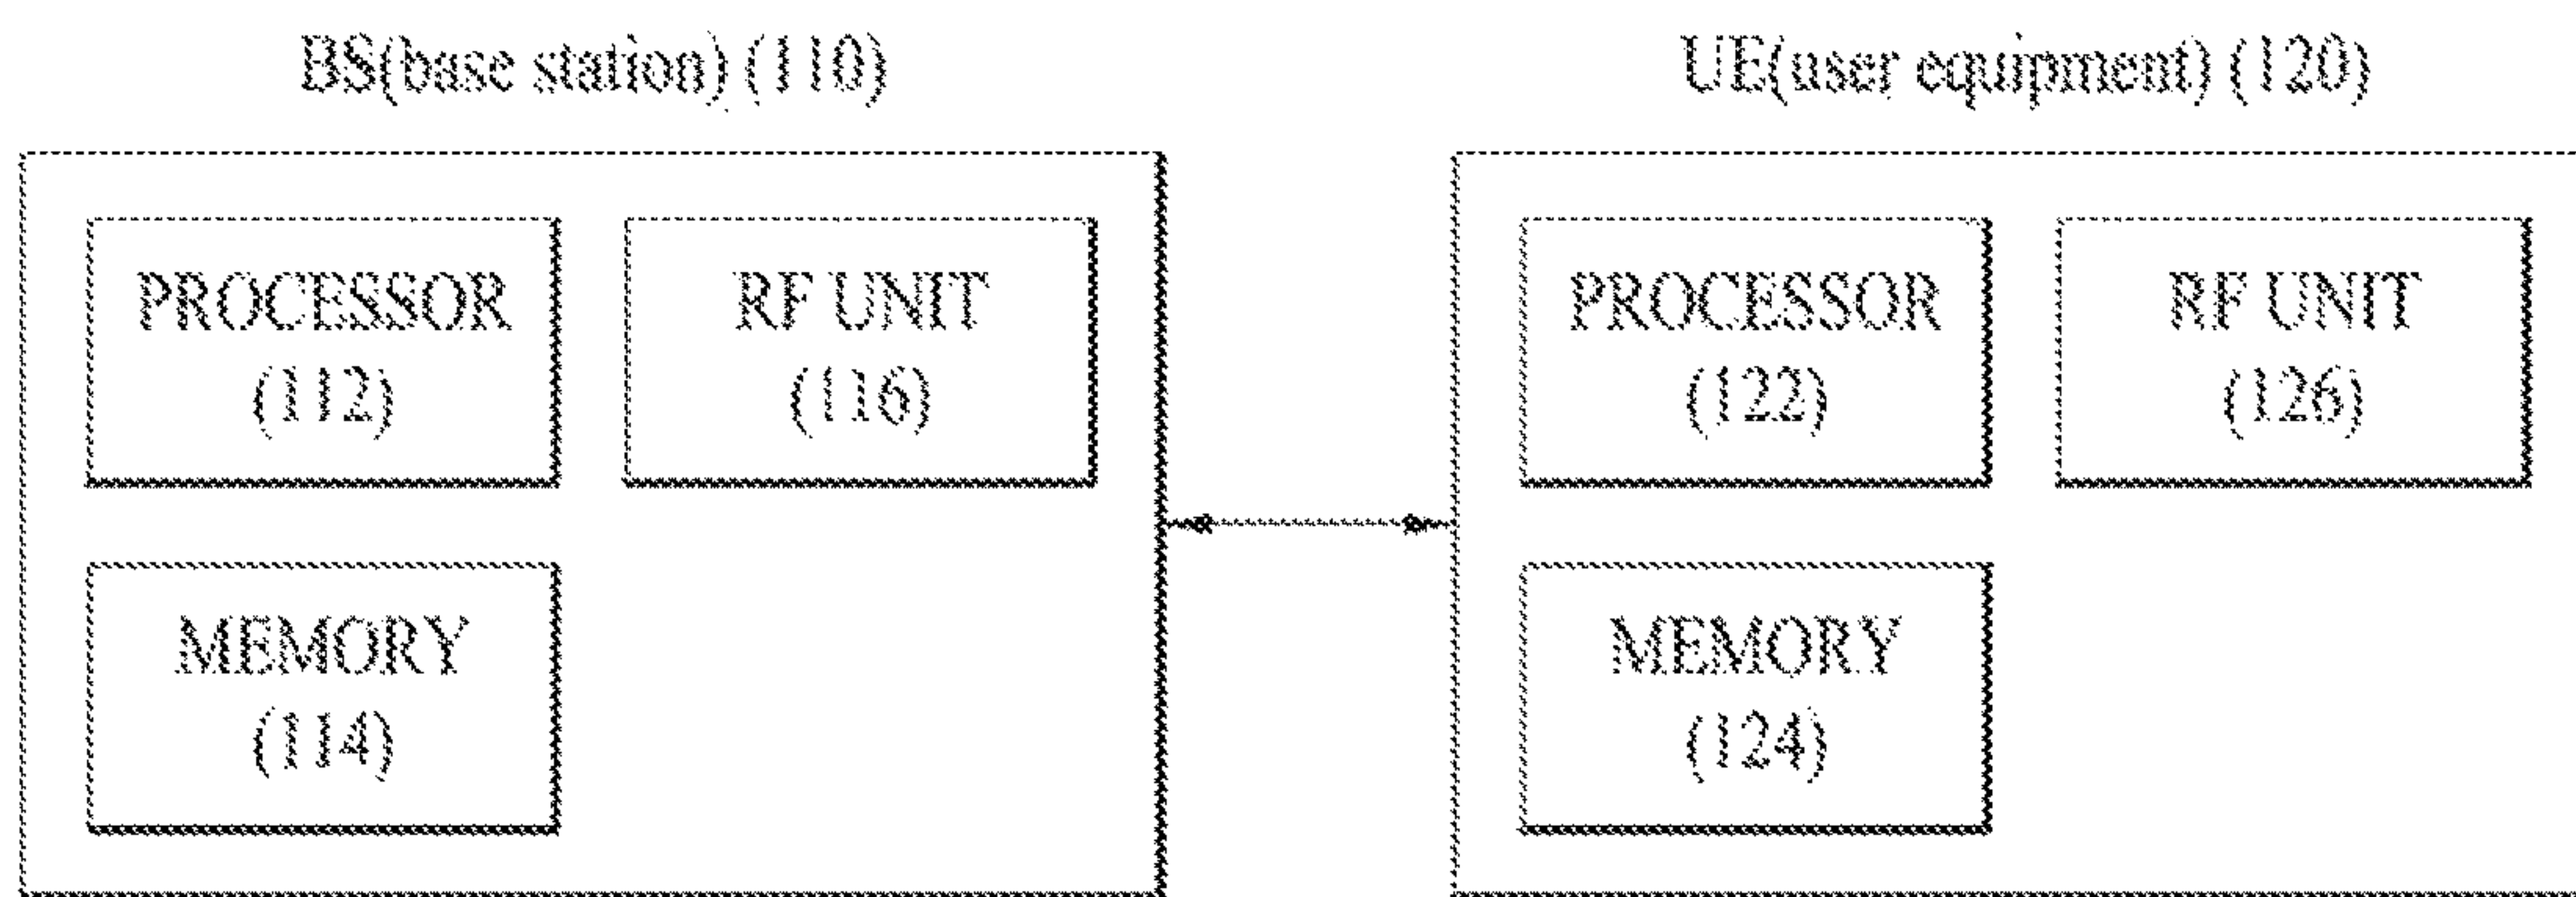 BS(base station) (110)
PROCESSOR
(112)
RF UNIT
(116)
MEMORY
(114)
UE(user equipment) (120)
PROCESSOR
(122)
RF UNIT
(126)
MEMORY
(124)